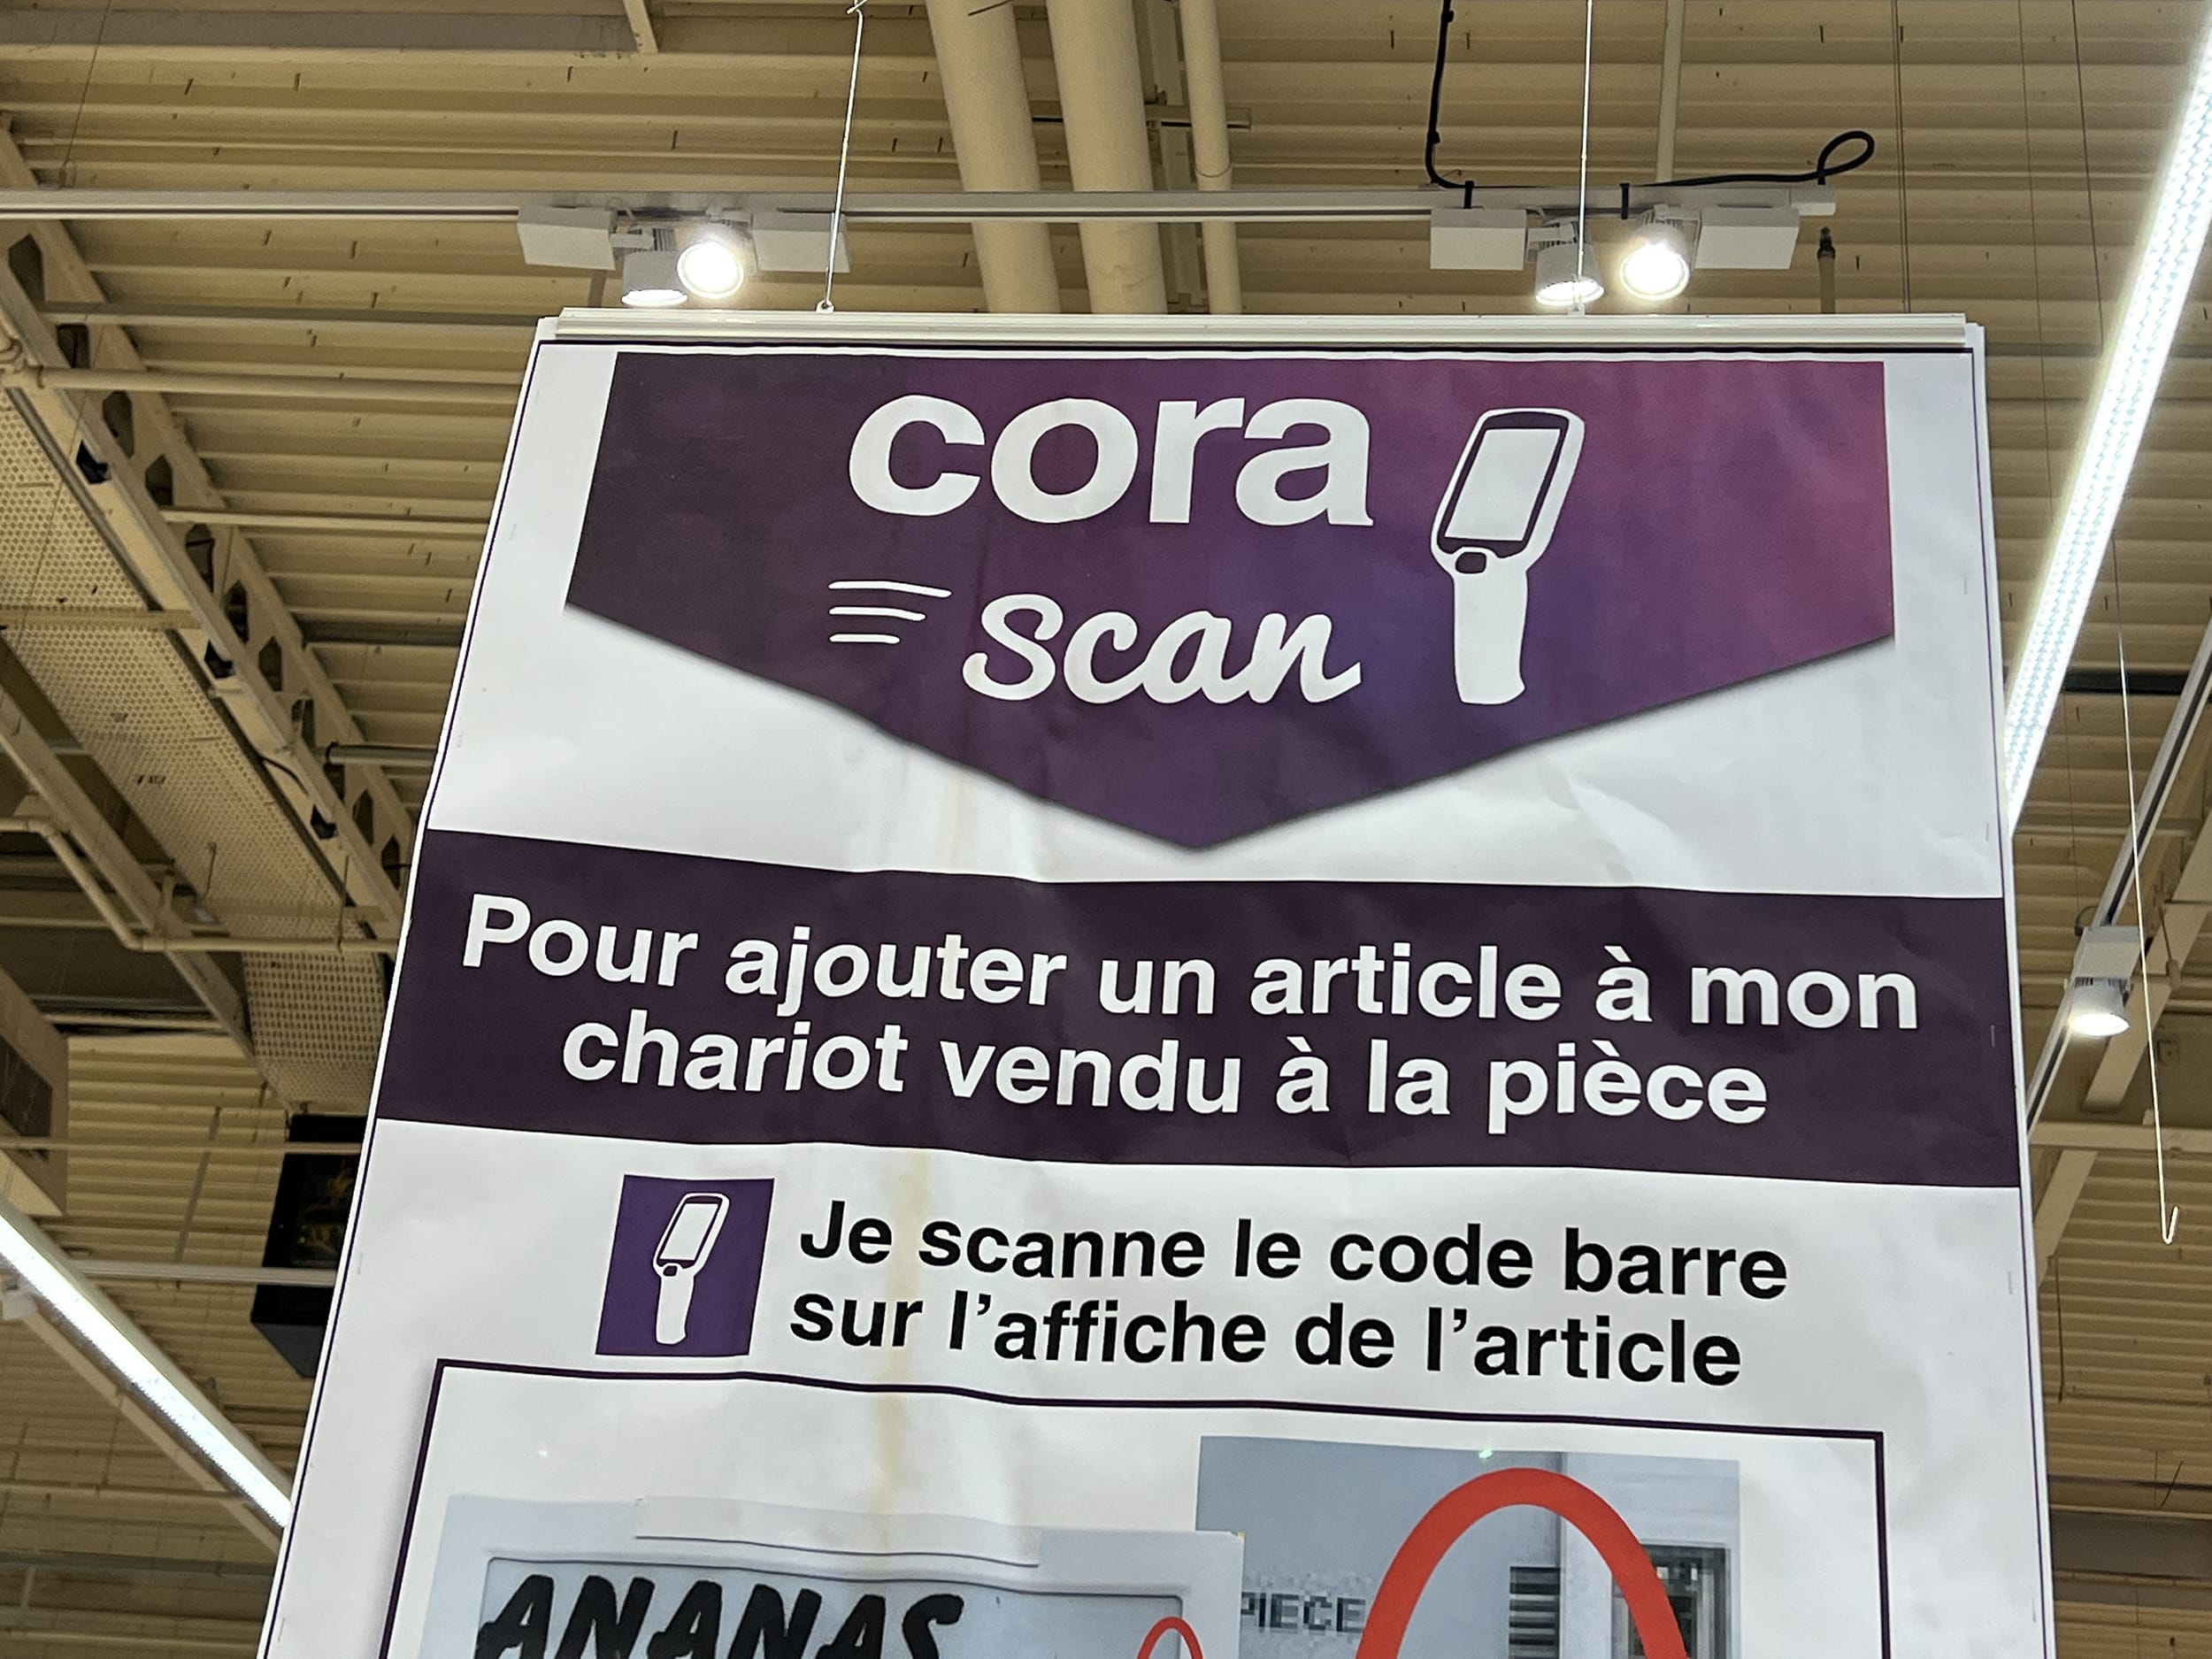 cora
scan
Pour ajouter un article à mon
chariot vendu à la pièce
Je scanne le code barre
sur l'affiche de l'article
ANANAS
PIECE